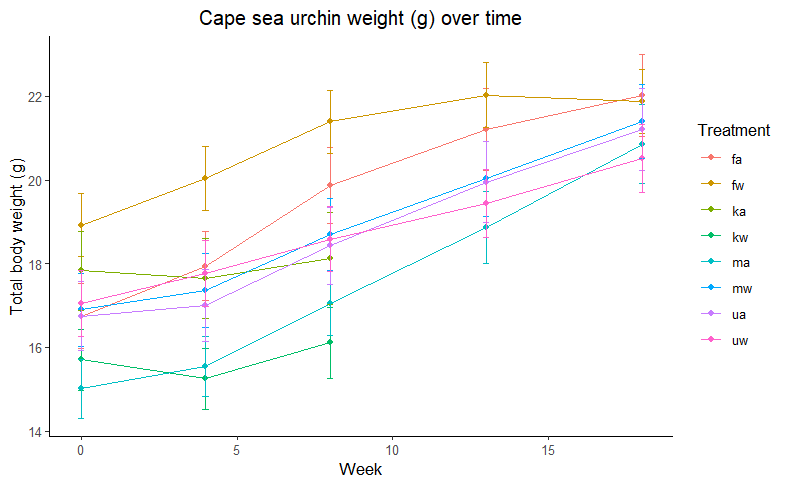 Cape sea urchin weight (g) over time
Total body weight (g)
22
20
18
16
14
0 5 10 15
Week
Treatment
fa
fw
ka
kw
ma
mw
ua
uw